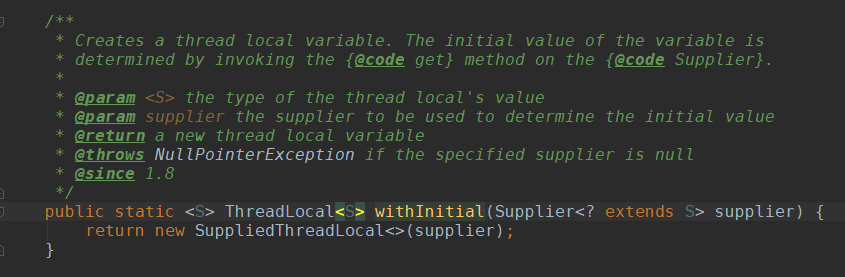 /**
 * Creates a thread local variable. The initial value of the variable is
 * determined by invoking the {@code get} method on the {@code Supplier}.
 *
 * @param <S> the type of the thread local's value
 * @param supplier the supplier to be used to determine the initial value
 * @return a new thread local variable
 * @throws NullPointerException if the specified supplier is null
 * @since 1.8
 */
public static <S> ThreadLocal<S> withInitial(Supplier<? extends S> supplier) {
    return new SuppliedThreadLocal<>(supplier);
}